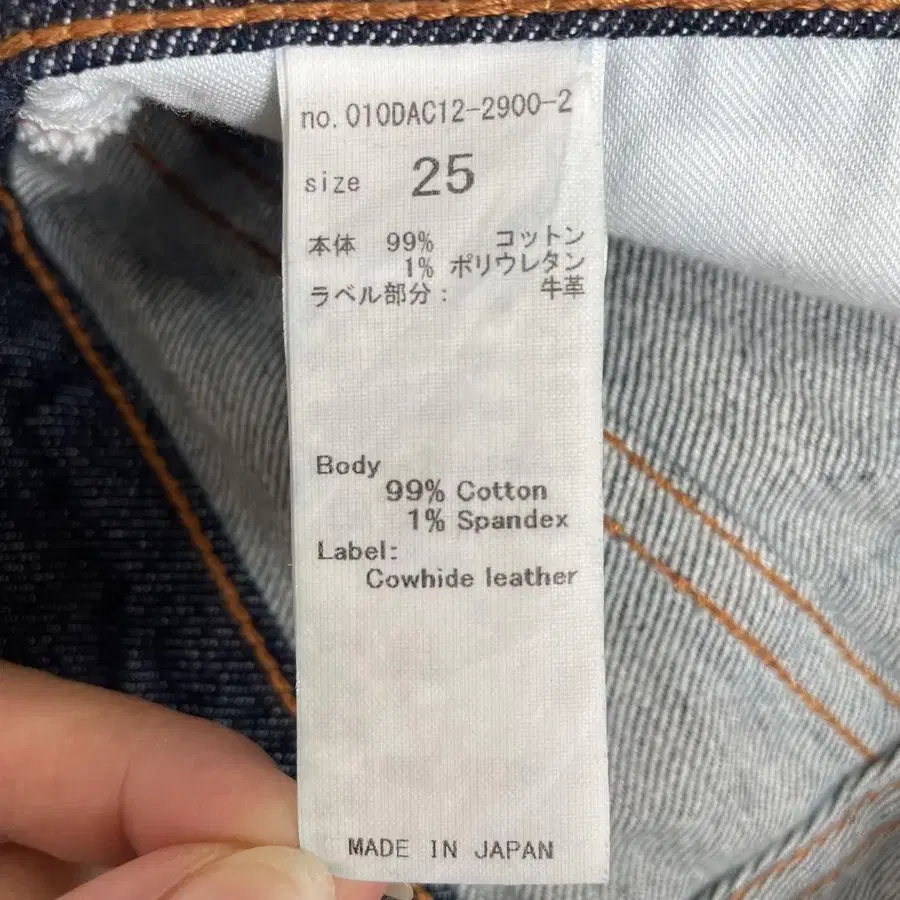 no.010DAC12-2900-2
size 25
本体 99% コットン
1% ポリウレタン
ラベル部分: 牛革
Body
99% Cotton
1% Spandex
Label:
Cowhide leather
MADE IN JAPAN